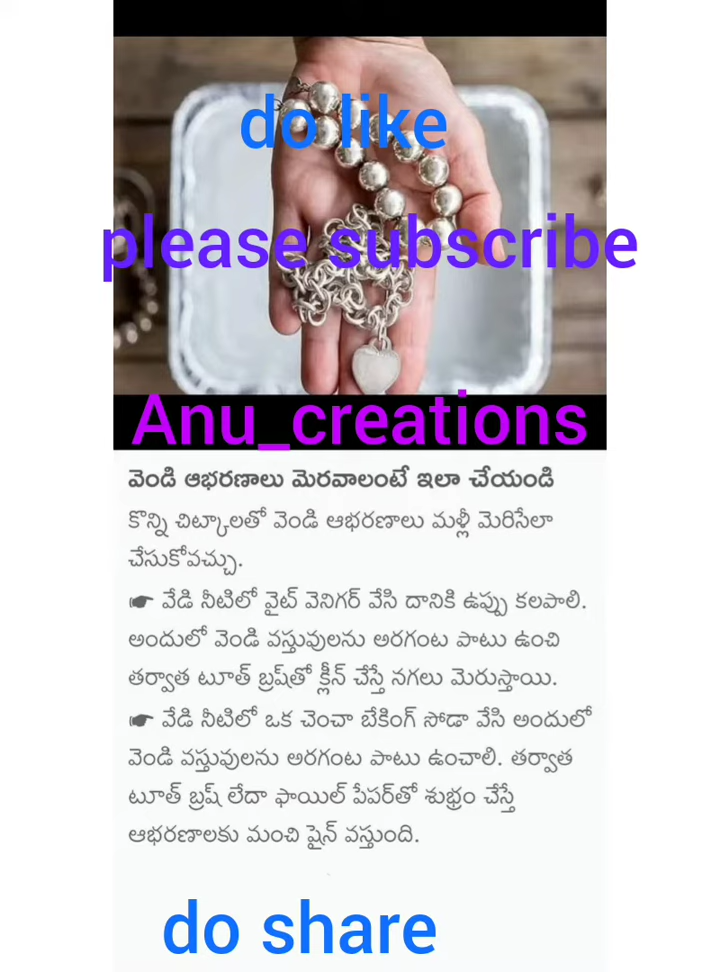 do like
please subscribe
Anu_creations
వెండి ఆభరణాలు మెరవాలంటే ఇలా చేయండి
కొన్ని చిట్కాలతో వెండి ఆభరణాలు మళ్లీ మెరిసేలా
చేసుకోవచ్చు.
☛ వేడి నీటిలో వైట్ వెనిగర్ వేసి దానికి ఉప్పు కలపాలి.
అందులో వెండి వస్తువులను అరగంట పాటు ఉంచి
తర్వాత టూత్ బ్రష్‌తో క్లీన్ చేస్తే నగలు మెరుస్తాయి.
☛ వేడి నీటిలో ఒక చెంచా బేకింగ్ సోడా వేసి అందులో
వెండి వస్తువులను అరగంట పాటు ఉంచాలి. తర్వాత
టూత్ బ్రష్ లేదా ఫాయిల్ పేపర్‌తో శుభ్రం చేస్తే
ఆభరణాలకు మంచి షైన్ వస్తుంది.
do share